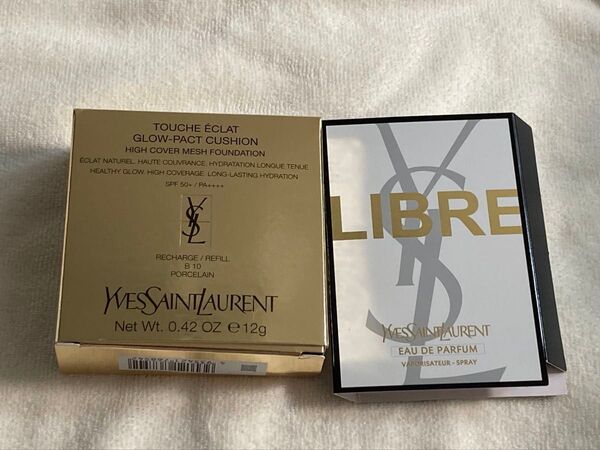 TOUCHE ÉCLAT
GLOW-PACT CUSHION
HIGH COVER MESH FOUNDATION
ÉCLAT NATUREL. HAUTE COUVRANCE. HYDRATATION LONGUE TENUE
HEALTHY GLOW. HIGH COVERAGE. LONG-LASTING HYDRATION
SPF 50+ / PA++++
YSL
RECHARGE / REFILL
B 10
PORCELAIN
YVESSAINTLAURENT
Net Wt. 0.42 OZ ℮ 12g
YSL
LIBRE
YVESSAINTLAURENT
EAU DE PARFUM
VAPORISATEUR - SPRAY